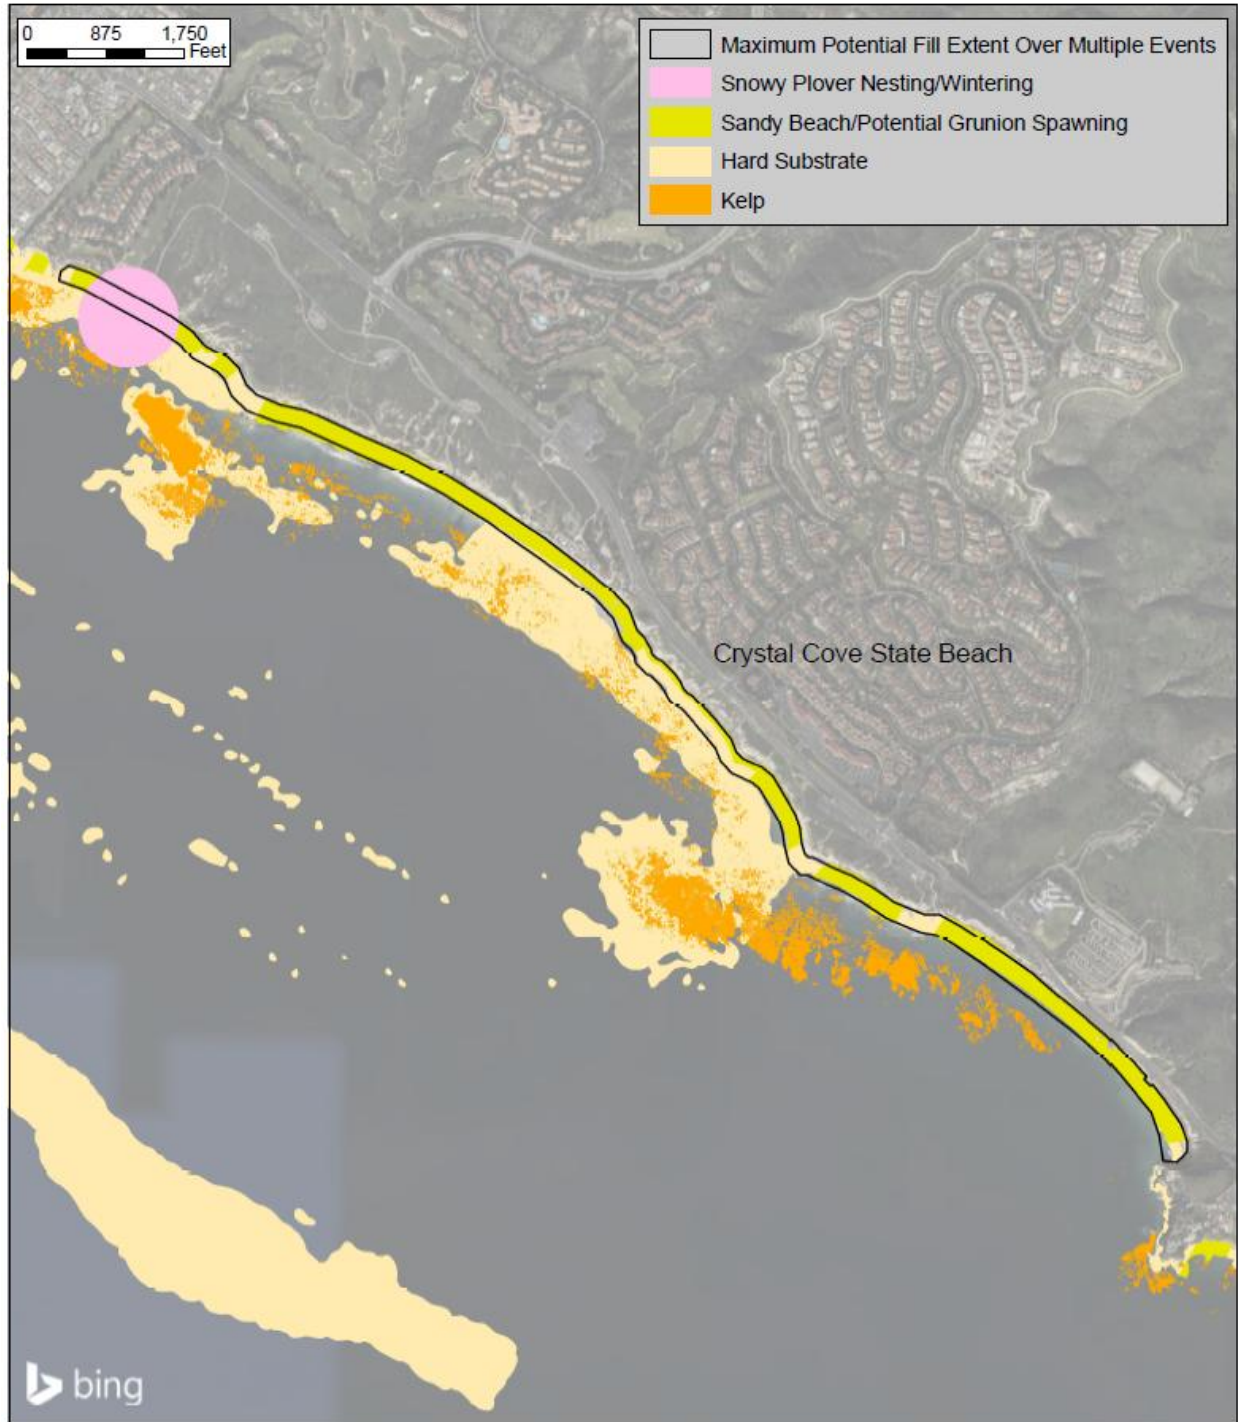 0 875 1,750
Feet
Maximum Potential Fill Extent Over Multiple Events
Snowy Plover Nesting/Wintering
Sandy Beach/Potential Grunion Spawning
Hard Substrate
Kelp
Crystal Cove State Beach
bing